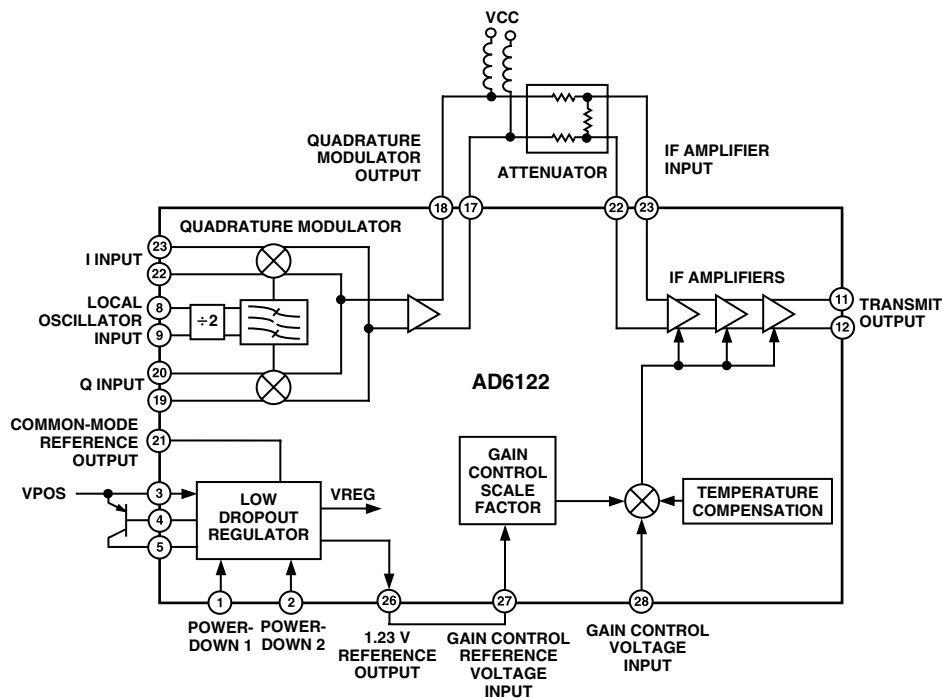 VCC
QUADRATURE
MODULATOR
OUTPUT
ATTENUATOR
IF AMPLIFIER
INPUT
18
17
22
23
QUADRATURE MODULATOR
I INPUT
23
22
LOCAL
OSCILLATOR
INPUT
8
9
÷2
Q INPUT
20
19
IF AMPLIFIERS
11
12
TRANSMIT
OUTPUT
AD6122
COMMON-MODE
REFERENCE
OUTPUT
21
VPOS
3
4
5
LOW
DROPOUT
REGULATOR
VREG
GAIN
CONTROL
SCALE
FACTOR
TEMPERATURE
COMPENSATION
1
2
26
27
28
POWER-
DOWN 1
POWER-
DOWN 2
1.23 V
REFERENCE
OUTPUT
GAIN CONTROL
REFERENCE
VOLTAGE
INPUT
GAIN CONTROL
VOLTAGE
INPUT